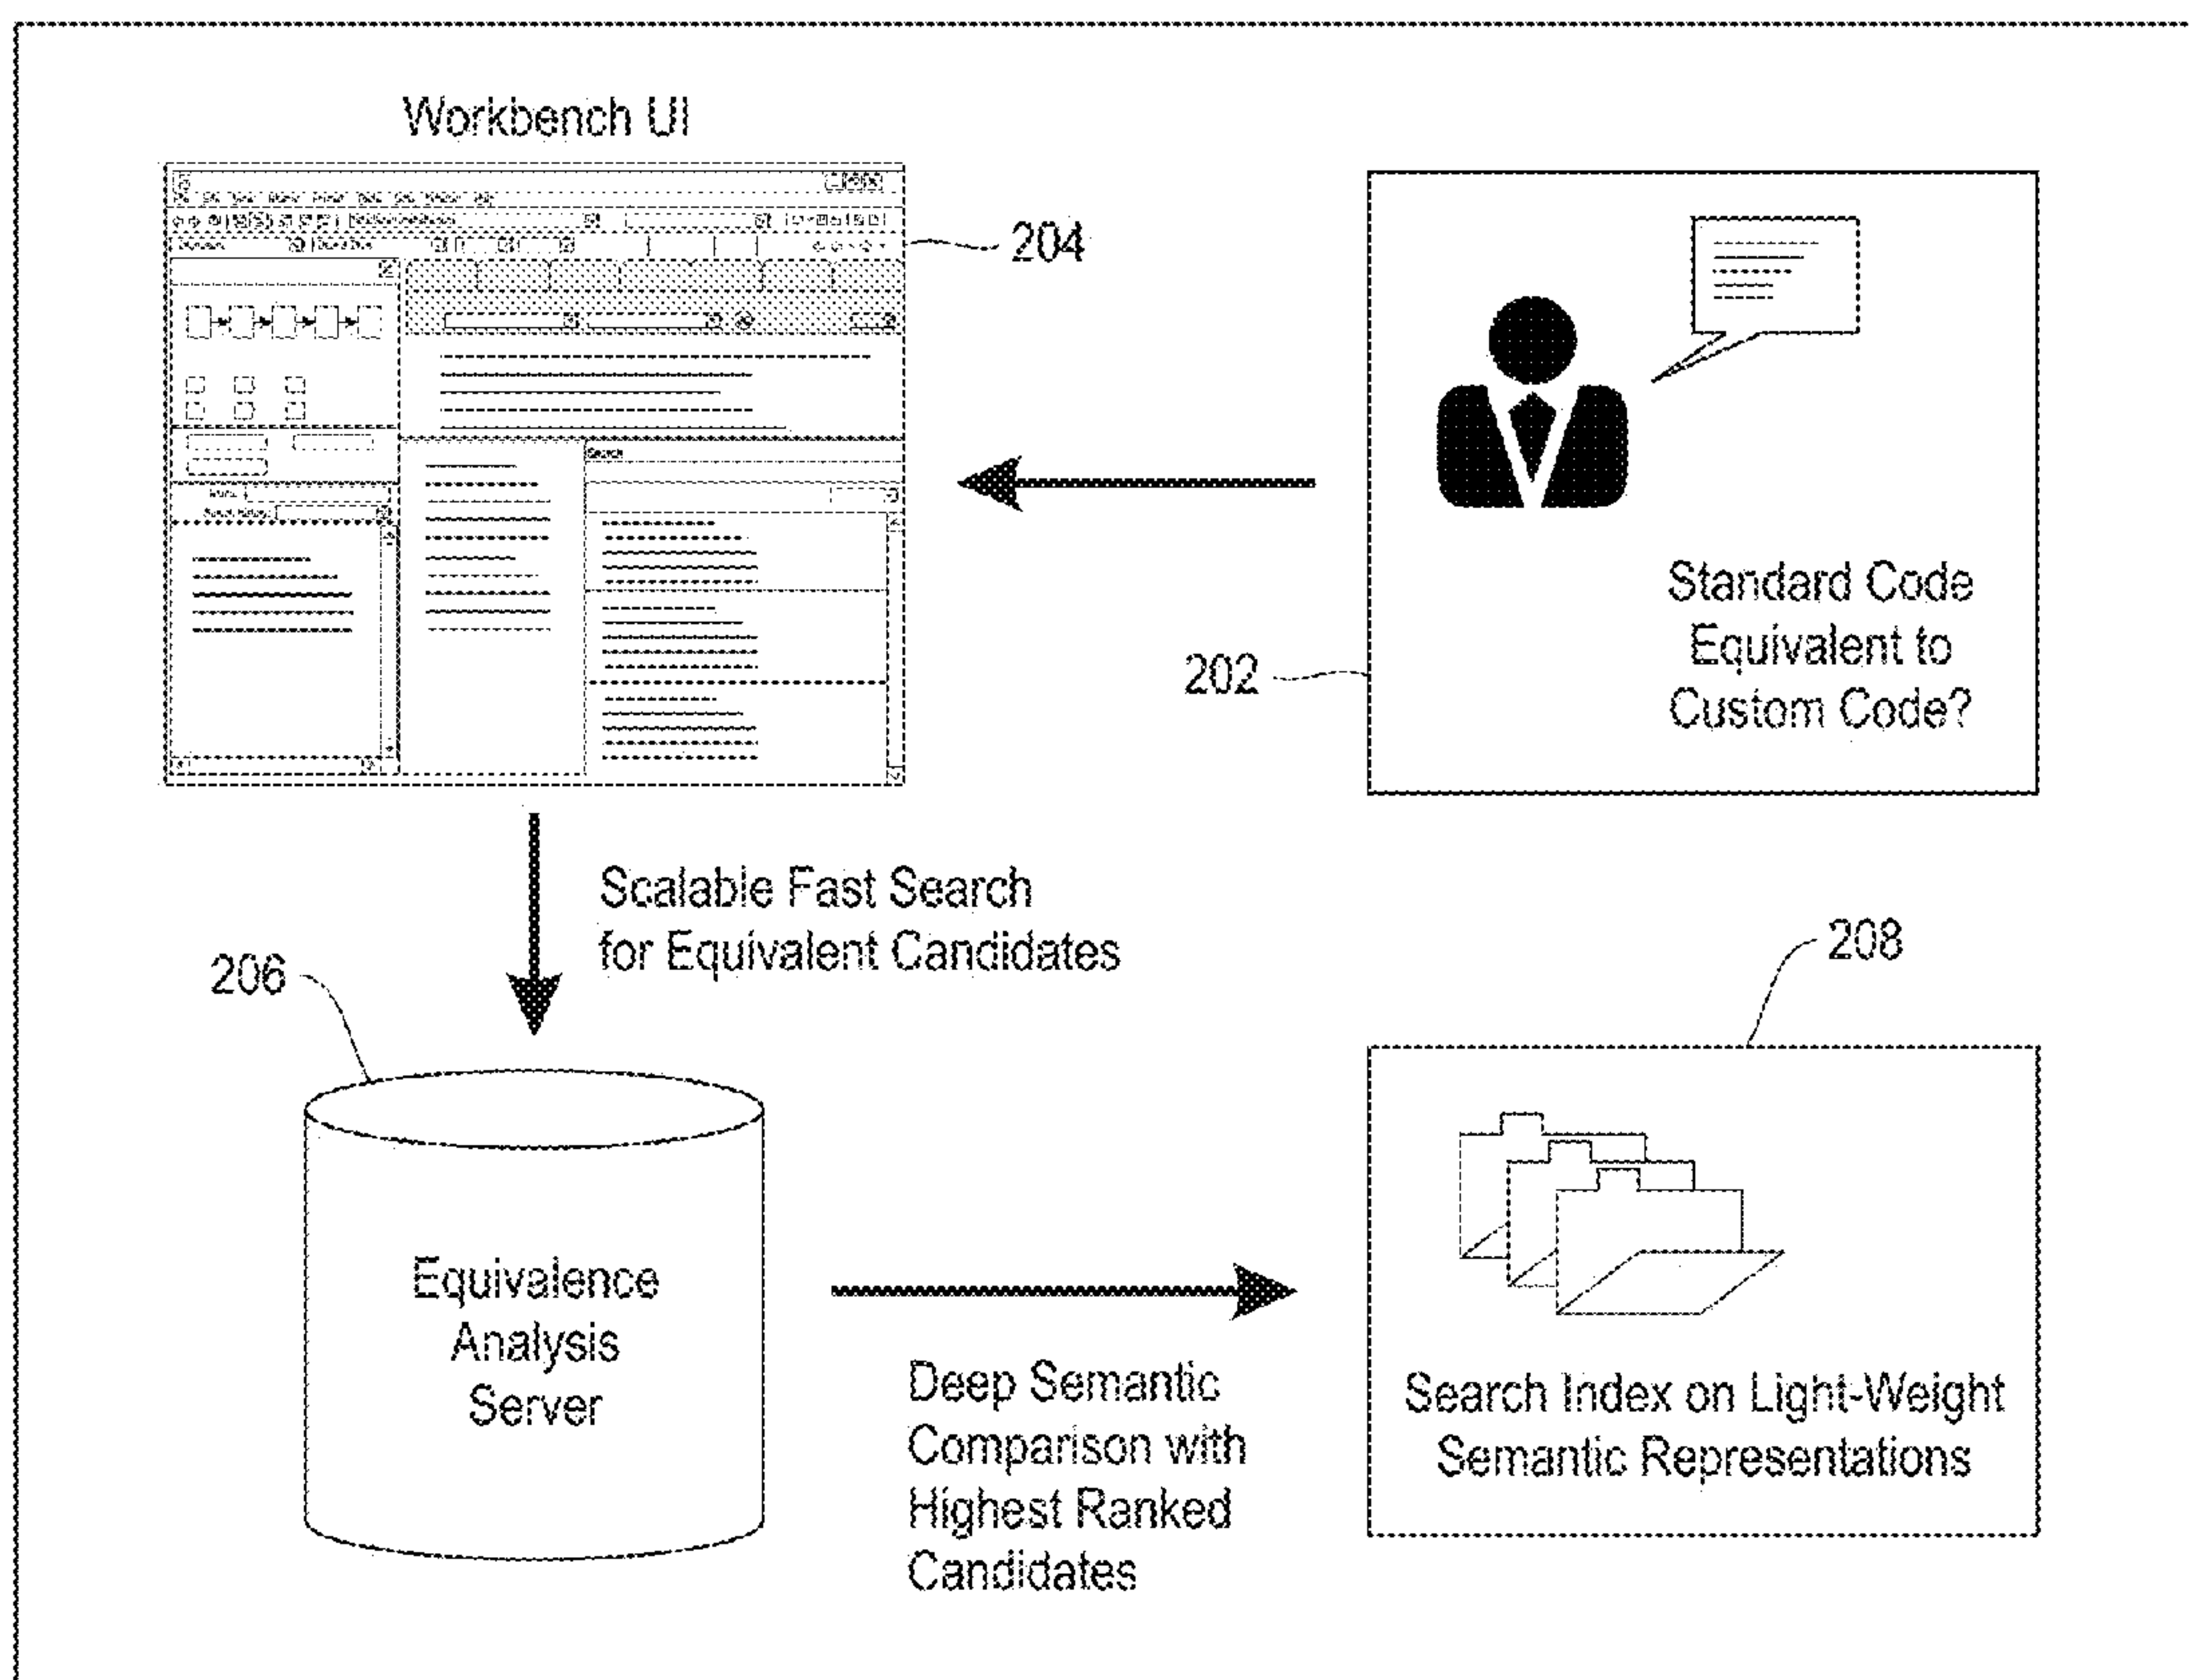 Workbench UI
204
Search
Standard Code
Equivalent to
Custom Code?
202
Scalable Fast Search
for Equivalent Candidates
206
208
Equivalence
Analysis
Server
Deep Semantic
Comparison with
Highest Ranked
Candidates
Search Index on Light-Weight
Semantic Representations